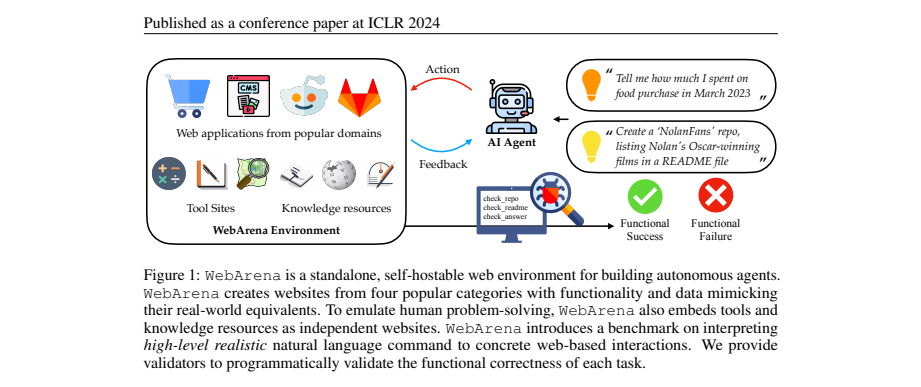 Published as a conference paper at ICLR 2024
CMS
Web applications from popular domains
Tool Sites
Knowledge resources
WebArena Environment
Action
Feedback
AI Agent
“ Tell me how much I spent on
food purchase in March 2023 ”
“ Create a ‘NolanFans’ repo,
listing Nolan’s Oscar-winning
films in a README file ”
check_repo
check_readme
check_answer
Functional
Success
Functional
Failure
Figure 1: WebArena is a standalone, self-hostable web environment for building autonomous agents.
WebArena creates websites from four popular categories with functionality and data mimicking
their real-world equivalents. To emulate human problem-solving, WebArena also embeds tools and
knowledge resources as independent websites. WebArena introduces a benchmark on interpreting
high-level realistic natural language command to concrete web-based interactions. We provide
validators to programmatically validate the functional correctness of each task.